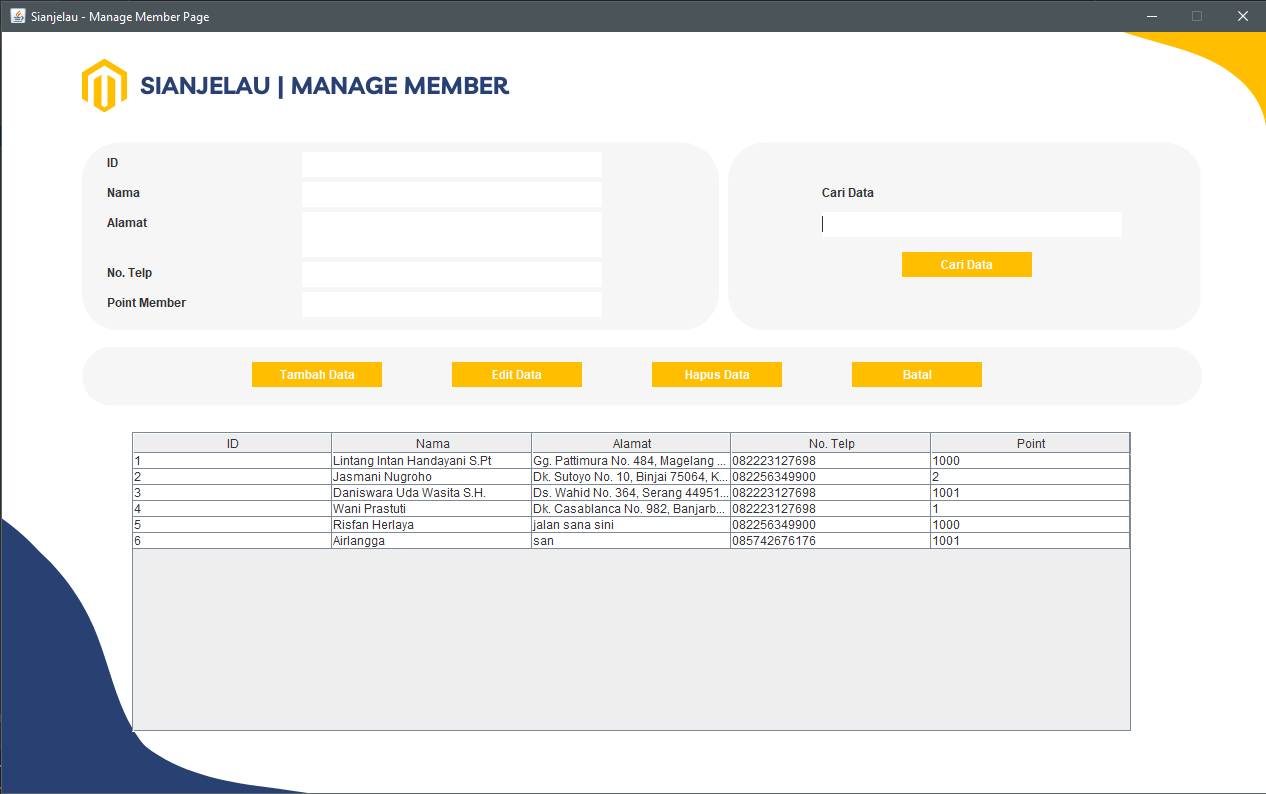 Sianjelau - Manage Member Page
SIANJELAU | MANAGE MEMBER
ID
Nama
Alamat
No. Telp
Point Member
Cari Data
Cari Data
Tambah Data Edit Data Hapus Data Batal
ID Nama Alamat No. Telp Point
1 Lintang Intan Handayani S.Pt Gg. Pattimura No. 484, Magelang ... 082223127698 1000
2 Jasmani Nugroho Dk. Sutoyo No. 10, Binjai 75064, K... 082256349900 2
3 Daniswara Uda Wasita S.H. Ds. Wahid No. 364, Serang 44951... 082223127698 1001
4 Wani Prastuti Dk. Casablanca No. 982, Banjarb... 082223127698 1
5 Risfan Herlaya jalan sana sini 082256349900 1000
6 Airlangga san 085742676176 1001